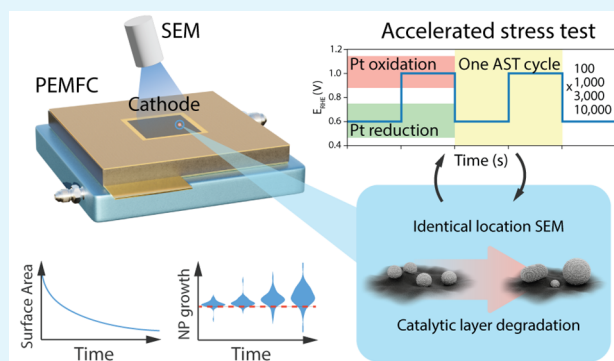 SEM
PEMFC
Cathode
Accelerated stress test
E_RHE (V)
1.2
1.0
0.8
0.6
0.4
Pt oxidation
Pt reduction
One AST cycle
x
100
1,000
3,000
10,000
Time (s)
Identical location SEM
Catalytic layer degradation
Surface Area
Time
NP growth
Time